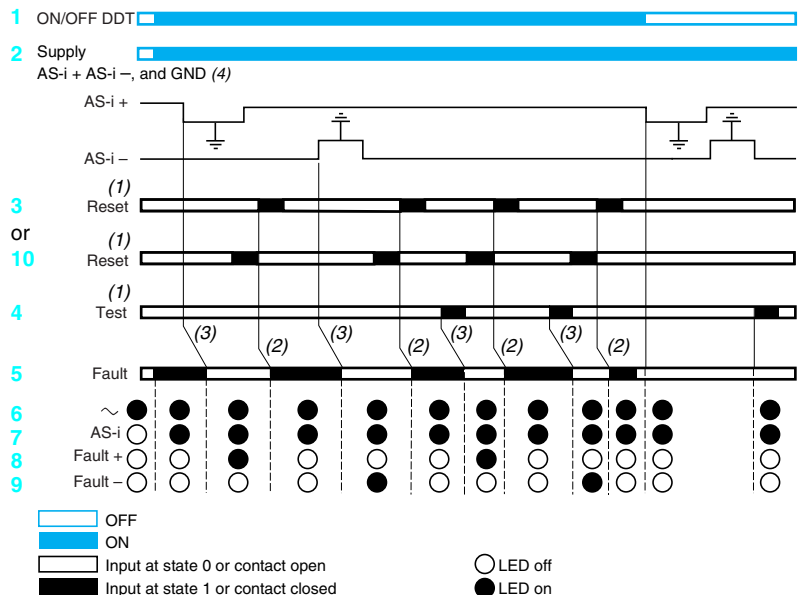 1 ON/OFF DDT
2 Supply
AS-i + AS-i –, and GND (4)
AS-i +
AS-i –
(1)
3 Reset
or
(1)
10 Reset
(1)
4 Test
(3) (2) (3) (2) (3) (2) (3) (2)
5 Fault
6 ~
7 AS-i
8 Fault +
9 Fault –
OFF
ON
Input at state 0 or contact open
Input at state 1 or contact closed
LED off
LED on